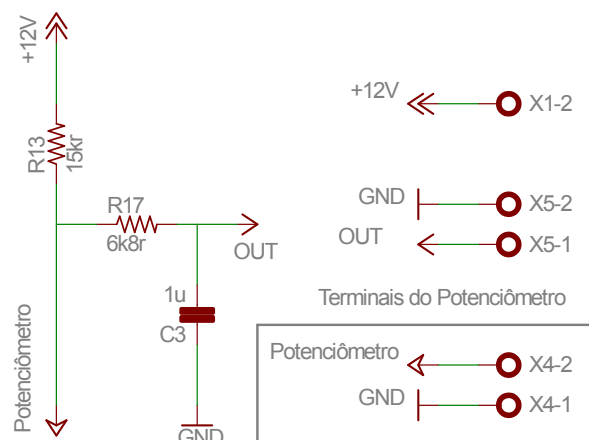 +12V
R13
15kr
R17
6k8r
OUT
1u
C3
GND
Potenciômetro
+12V X1-2
GND X5-2
OUT X5-1
Terminais do Potenciômetro
Potenciômetro X4-2
GND X4-1